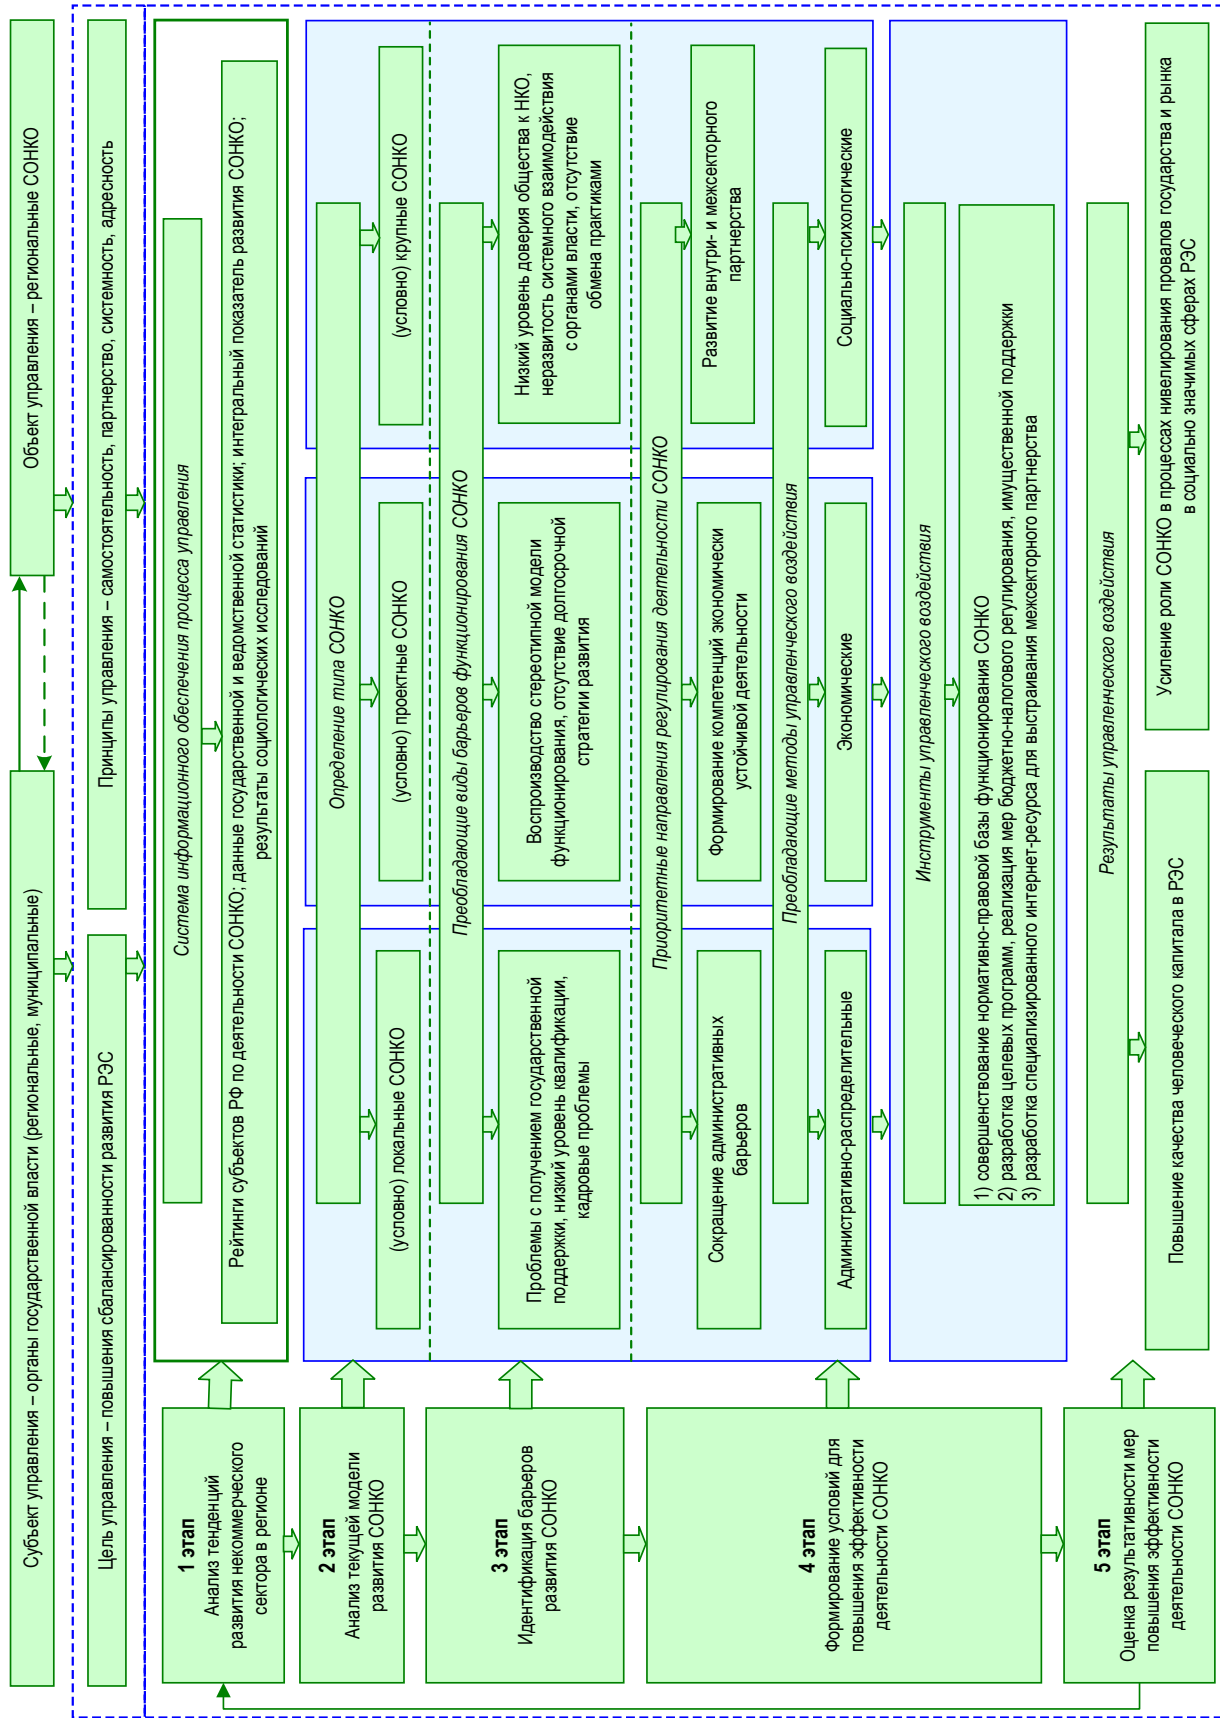 Субъект управления – органы государственной власти (региональные, муниципальные)
Объект управления – региональные СОНКО
Цель управления – повышения сбалансированности развития РЭС
Принципы управления – самостоятельность, партнерство, системность, адресность
1 этап
Анализ тенденций
развития некоммерческого
сектора в регионе
Система информационного обеспечения процесса управления
Рейтинги субъектов РФ по деятельности СОНКО; данные государственной и ведомственной статистики; интегральный показатель развития СОНКО;
результаты социологических исследований
2 этап
Анализ текущей модели
развития СОНКО
Определение типа СОНКО
(условно) локальные СОНКО
(условно) проектные СОНКО
(условно) крупные СОНКО
3 этап
Идентификация барьеров
развития СОНКО
Преобладающие виды барьеров функционирования СОНКО
Проблемы с получением государственной
поддержки, низкий уровень квалификации,
кадровые проблемы
Воспроизводство стереотипной модели
функционирования, отсутствие долгосрочной
стратегии развития
Низкий уровень доверия общества к НКО,
неразвитость системного взаимодействия
с органами власти, отсутствие
обмена практиками
4 этап
Формирование условий для
повышения эффективности
деятельности СОНКО
Приоритетные направления регулирования деятельности СОНКО
Сокращение административных
барьеров
Формирование компетенций экономически
устойчивой деятельности
Развитие внутри- и межсекторного
партнерства
Преобладающие методы управленческого воздействия
Административно-распределительные
Экономические
Социально-психологические
Инструменты управленческого воздействия
1) совершенствование нормативно-правовой базы функционирования СОНКО
2) разработка целевых программ, реализация мер бюджетно-налогового регулирования, имущественной поддержки
3) разработка специализированного интернет-ресурса для выстраивания межсекторного партнерства
5 этап
Оценка результативности мер
повышения эффективности
деятельности СОНКО
Результаты управленческого воздействия
Повышение качества человеческого капитала в РЭС
Усиление роли СОНКО в процессах нивелирования провалов государства и рынка
в социально значимых сферах РЭС